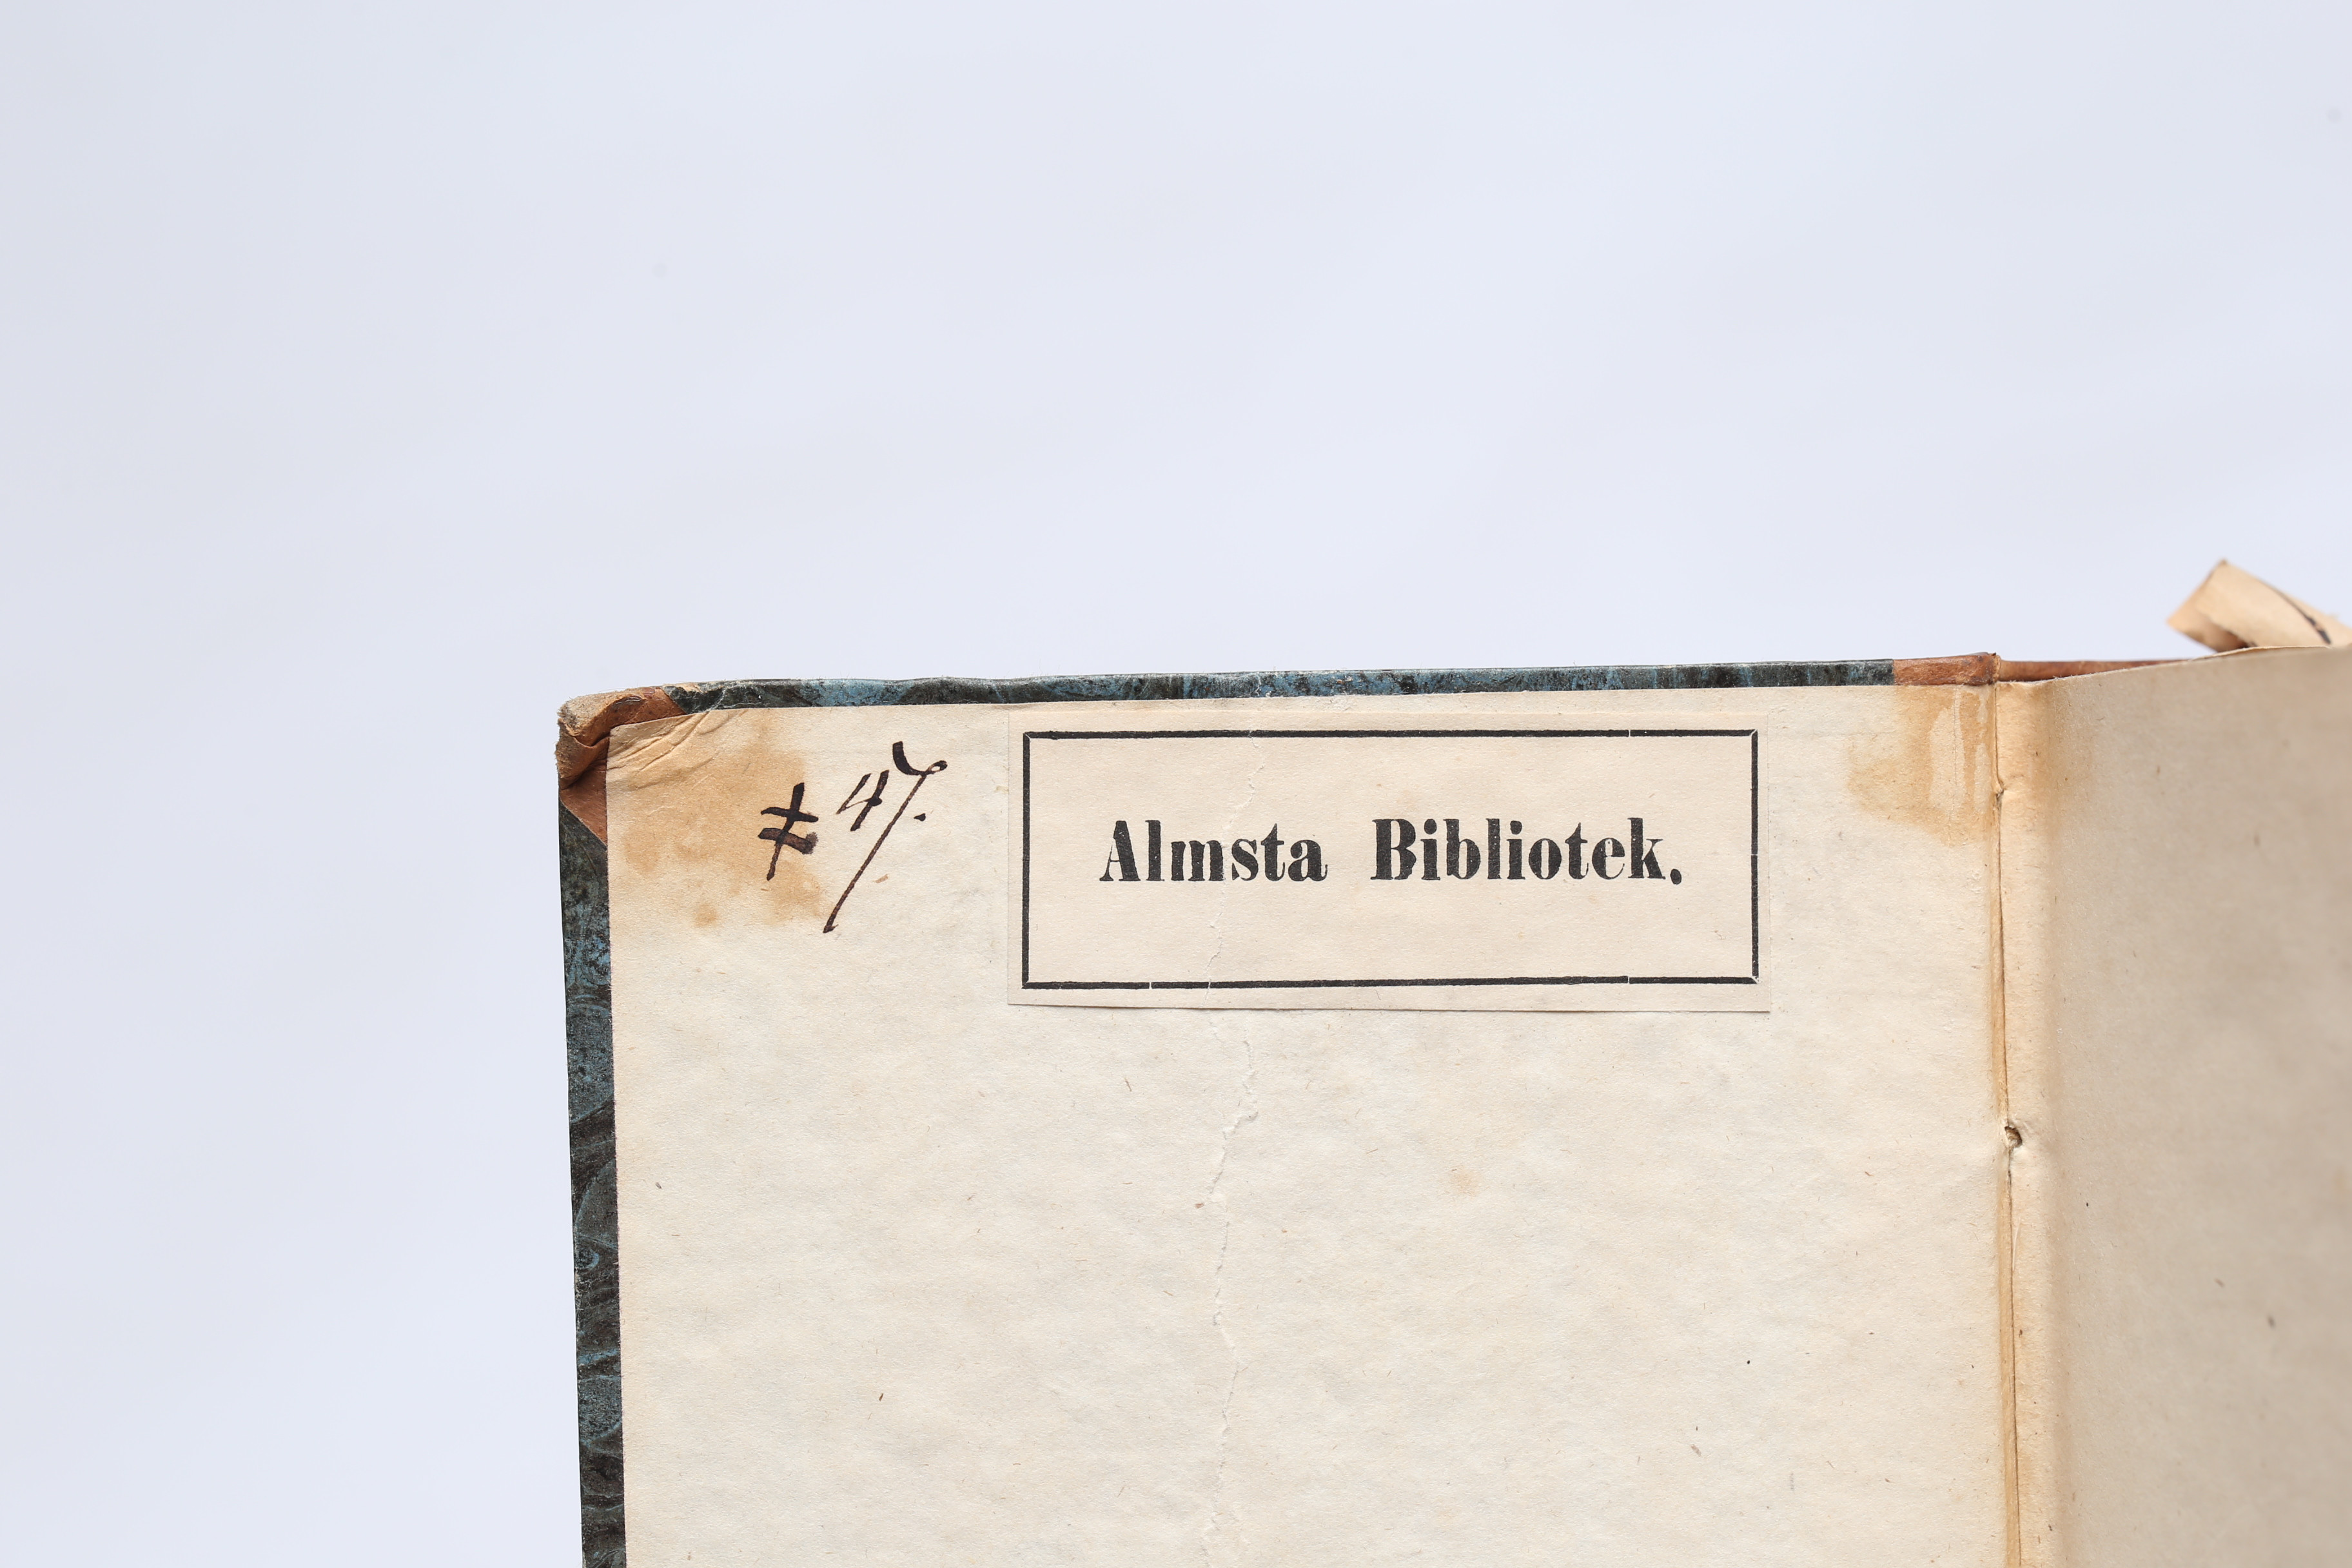 ≠ 47.
Almsta Bibliotek.